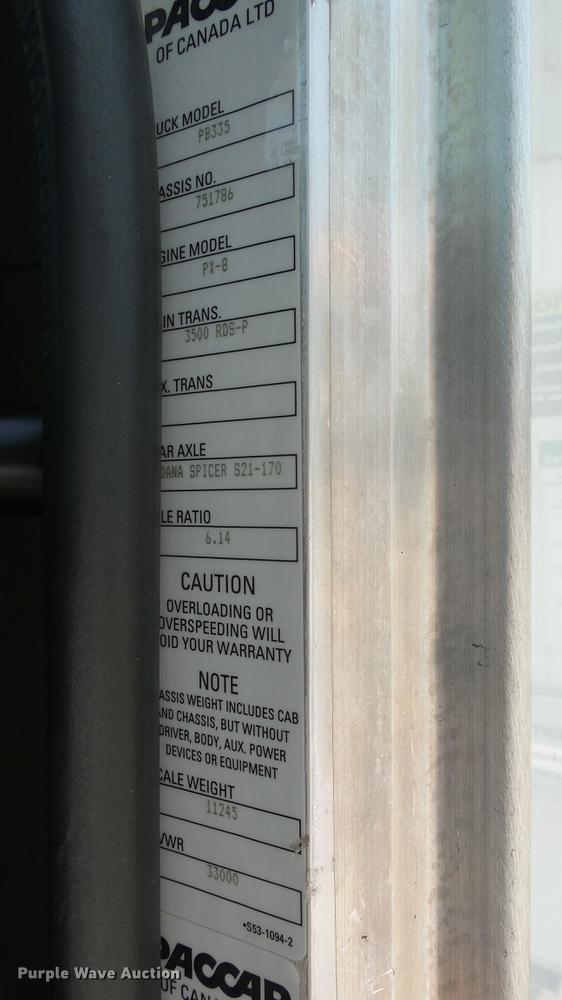 PACCAR
OF CANADA LTD
UCK MODEL
PB335
ASSIS NO.
751786
GINE MODEL
PX-8
IN TRANS.
3500 RDS-P
X. TRANS
AR AXLE
DANA SPICER S21-170
LE RATIO
6.14
CAUTION
OVERLOADING OR
OVERSPEEDING WILL
OID YOUR WARRANTY
NOTE
ASSIS WEIGHT INCLUDES CAB
AND CHASSIS, BUT WITHOUT
DRIVER, BODY, AUX. POWER
DEVICES OR EQUIPMENT
CALE WEIGHT
11245
VWR
33000
•S53-1094-2
PACCAR
OF CANA
Purple Wave Auction